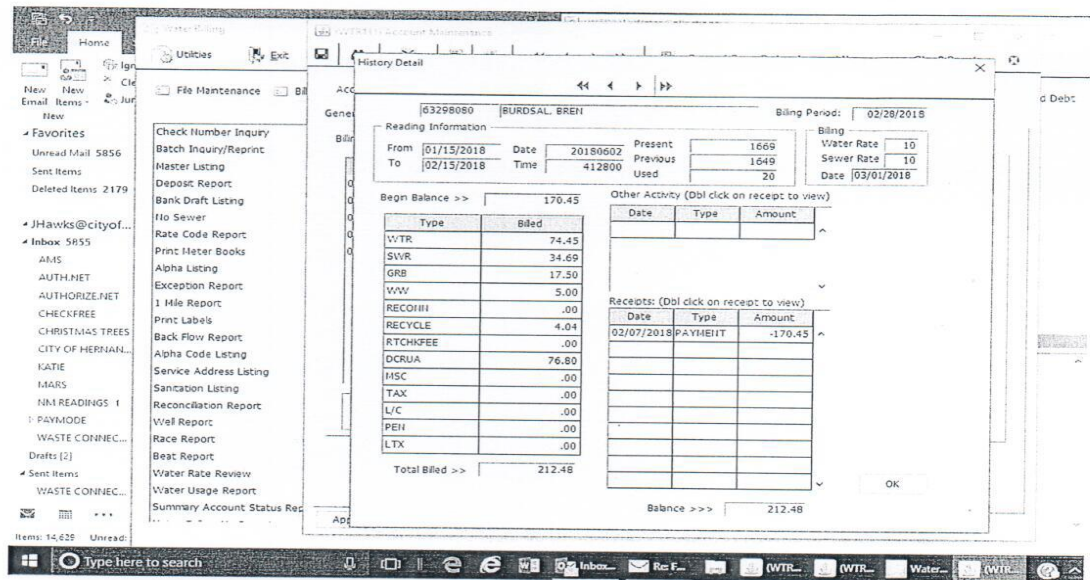 File Home
New Email
New Items
New
Favorites
Unread Mail 5856
Sent Items
Deleted Items 2179
JHawks@cityof...
Inbox 5855
AMS
AUTH.NET
AUTHORIZE.NET
CHECKFREE
CHRISTMAS TREES
CITY OF HERNAN...
KATIE
MARS
NM READINGS
PAYMODE
WASTE CONNEC...
Drafts [2]
Sent Items
WASTE CONNEC...
Items: 14,629 Unread:
Water Billing
Utilities Exit
File Maintenance
Check Number Inquiry
Batch Inquiry/Reprint
Master Listing
Deposit Report
Bank Draft Listing
No Sewer
Rate Code Report
Print Meter Books
Alpha Listing
Exception Report
1 Mile Report
Print Labels
Back Flow Report
Alpha Code Listing
Service Address Listing
Sanitation Listing
Reconciliation Report
Well Report
Race Report
Beat Report
Water Rate Review
Water Usage Report
Summary Account Status Rep
Account Maintenance
d Debt
History Detail
63298080 BURDSAL, BREN Billing Period: 02/28/2018
Reading Information
From 01/15/2018 Date 20180602 Present 1669
To 02/15/2018 Time 412800 Previous 1649
Used 20
Billing
Water Rate 10
Sewer Rate 10
Date 03/01/2018
Begin Balance >> 170.45
Type Billed
WTR 74.45
SWR 34.69
GRB 17.50
WW 5.00
RECONN .00
RECYCLE 4.04
RTCHKFEE .00
DCRUA 76.80
MSC .00
TAX .00
L/C .00
PEN .00
LTX .00
Total Billed >> 212.48
Other Activity (Dbl click on receipt to view)
Date Type Amount
Receipts: (Dbl click on receipt to view)
Date Type Amount
02/07/2018 PAYMENT -170.45
OK
Balance >>> 212.48
Type here to search
Inbox... Re: F... (WTR... (WTR... Water... (WTR...